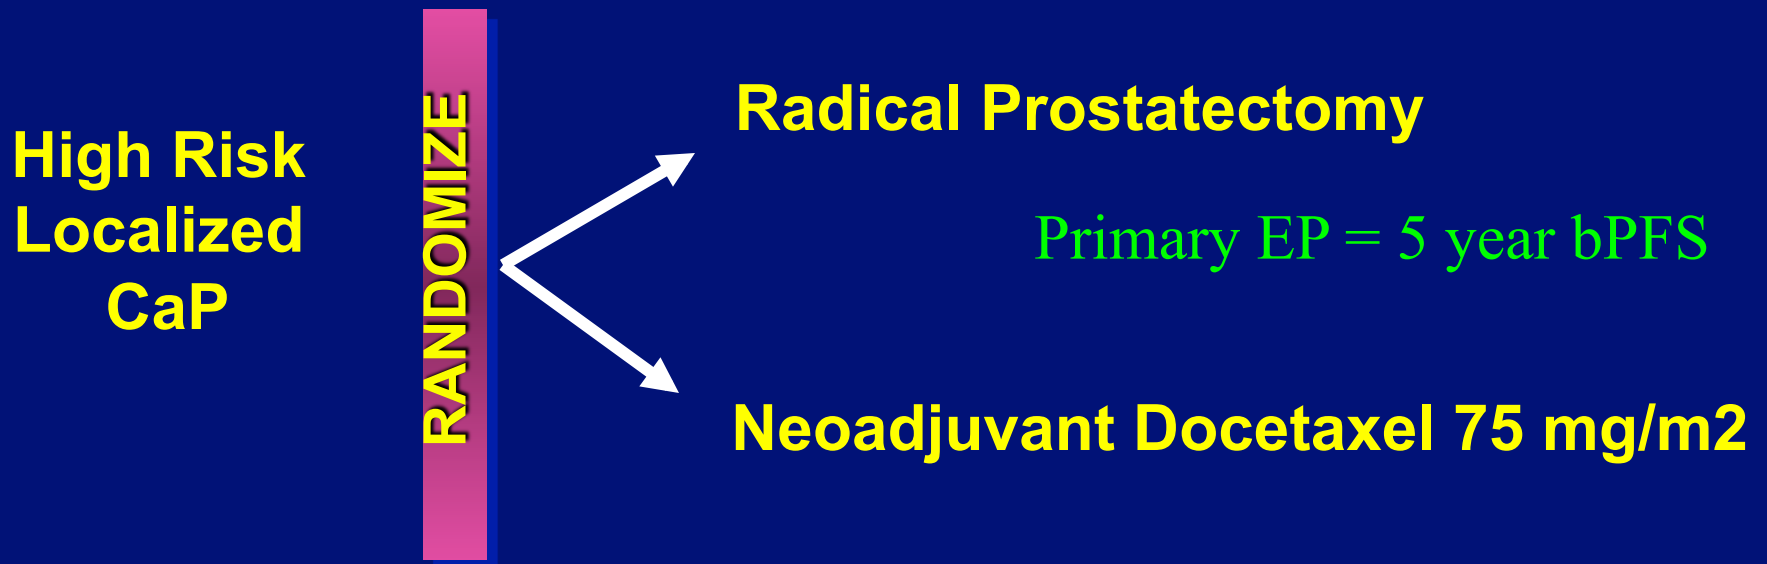 High Risk
Localized
CaP
RANDOMIZE
Radical Prostatectomy
Primary EP = 5 year bPFS
Neoadjuvant Docetaxel 75 mg/m2